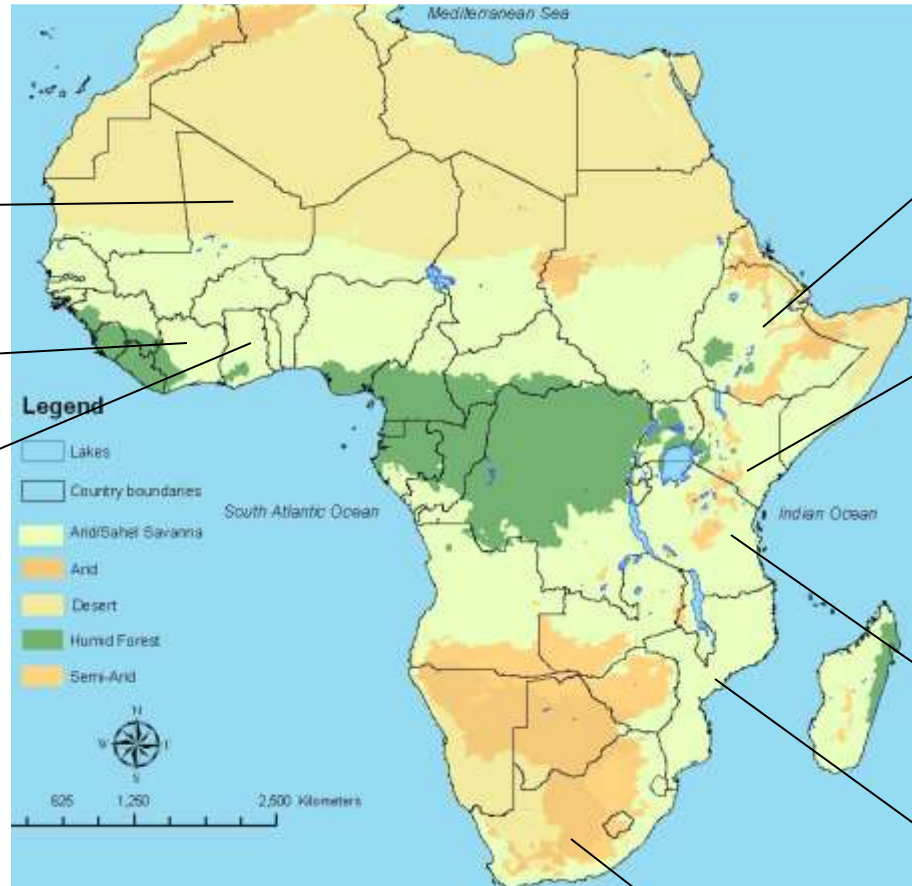 Mediterranean Sea
Legend
Lakes
Country boundaries
Arid/Sahel Savanna
Arid
Desert
Humid Forest
Semi-Arid
South Atlantic Ocean
Indian Ocean
N
W E
S
625 1,250 2,500 Kilometers